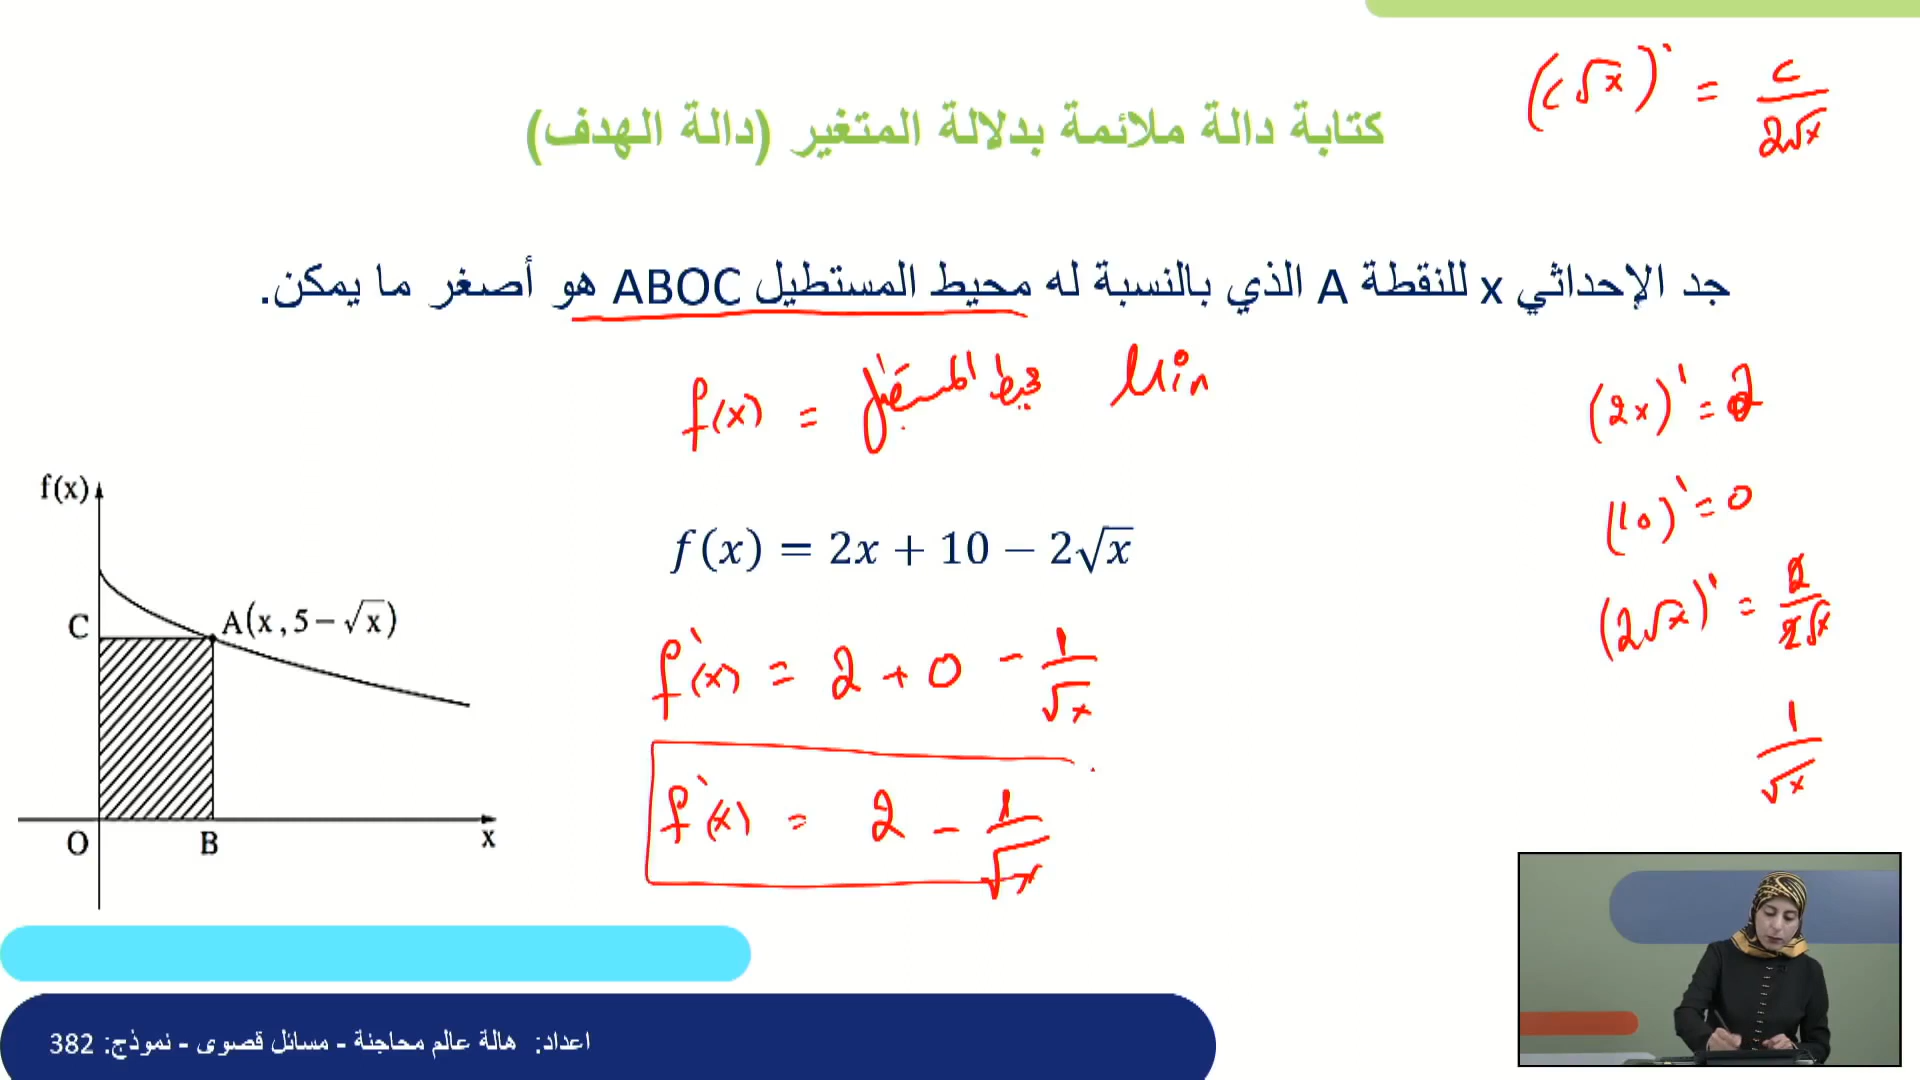 (c√x)' = c/2√x
كتابة دالة ملائمة بدلالة المتغير (دالة الهدف)
جد الإحداثي x للنقطة A الذي بالنسبة له محيط المستطيل ABOC هو أصغر ما يمكن.
f(x) = محيط المستطيل Min
(2x)' = 2
(10)' = 0
f(x) = 2x + 10 − 2√x
(2√x)' = 2/2√x
1/√x
f'(x) = 2 + 0 − 1/√x
f'(x) = 2 − 1/√x
f(x)
C
A(x, 5−√x)
O B x
اعداد: هالة عالم محاجنة - مسائل قصوى - نموذج: 382